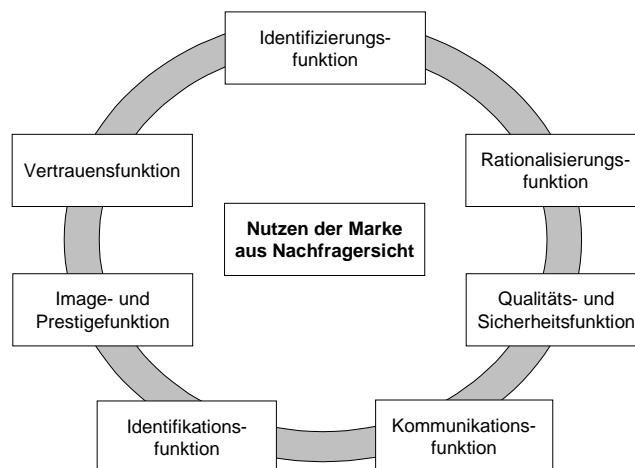 Identifizierungs-
funktion
Vertrauensfunktion
Rationalisierungs-
funktion
Nutzen der Marke
aus Nachfragersicht
Image- und
Prestigefunktion
Qualitäts- und
Sicherheitsfunktion
Identifikations-
funktion
Kommunikations-
funktion